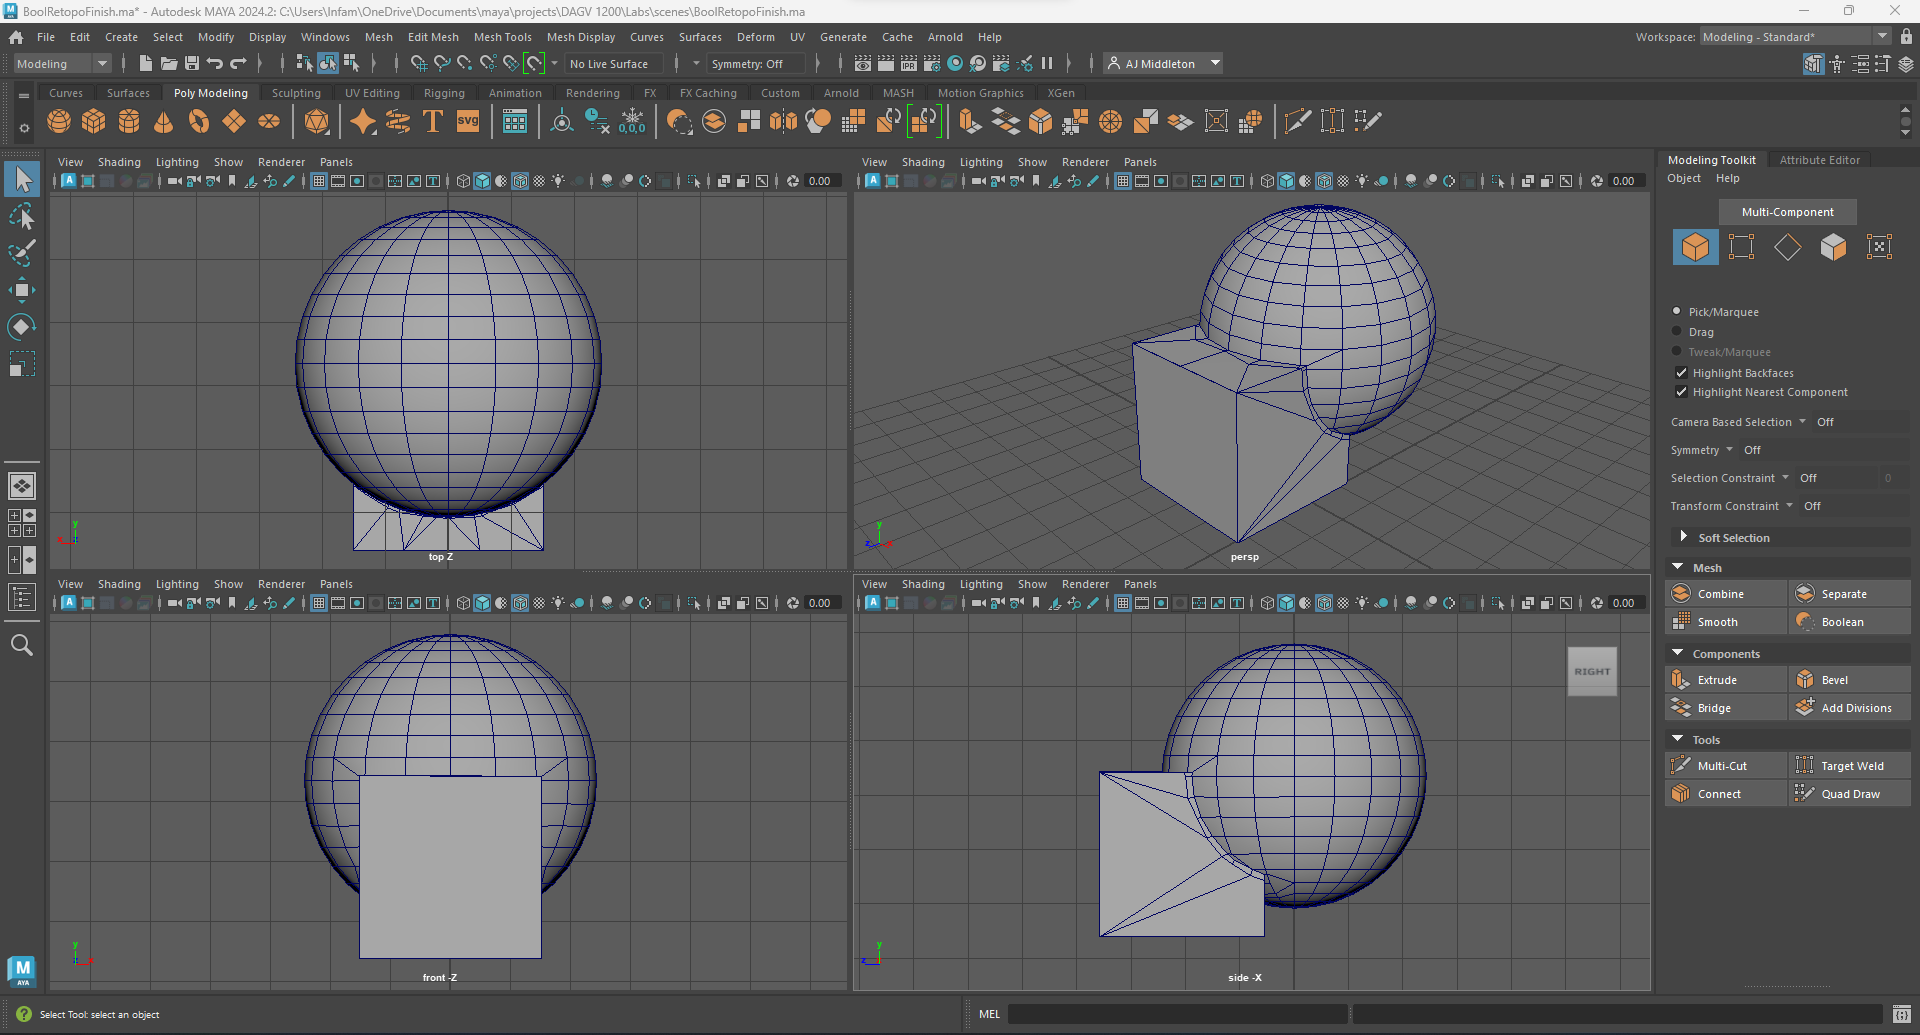 BoolRetopoFinish.ma* - Autodesk MAYA 2024.2: C:\Users\Infam\OneDrive\Documents\maya\projects\DAGV 1200\Labs\scenes\BoolRetopoFinish.ma
File Edit Create Select Modify Display Windows Mesh Edit Mesh Mesh Tools Mesh Display Curves Surfaces Deform UV Generate Cache Arnold Help Workspace: Modeling - Standard*
Modeling No Live Surface Symmetry: Off IPR AJ Middleton
Curves Surfaces Poly Modeling Sculpting UV Editing Rigging Animation Rendering FX FX Caching Custom Arnold MASH Motion Graphics XGen
T svg 0,0,0
View Shading Lighting Show Renderer Panels
0.00
top Z
View Shading Lighting Show Renderer Panels
0.00
persp
View Shading Lighting Show Renderer Panels
0.00
front -Z
View Shading Lighting Show Renderer Panels
0.00
RIGHT
side -X
Modeling Toolkit Attribute Editor
Object Help
Multi-Component
Pick/Marquee
Drag
Tweak/Marquee
Highlight Backfaces
Highlight Nearest Component
Camera Based Selection Off
Symmetry Off
Selection Constraint Off 0
Transform Constraint Off
Soft Selection
Mesh
Combine Separate
Smooth Boolean
Components
Extrude Bevel
Bridge Add Divisions
Tools
Multi-Cut Target Weld
Connect Quad Draw
M
AYA
Select Tool: select an object MEL